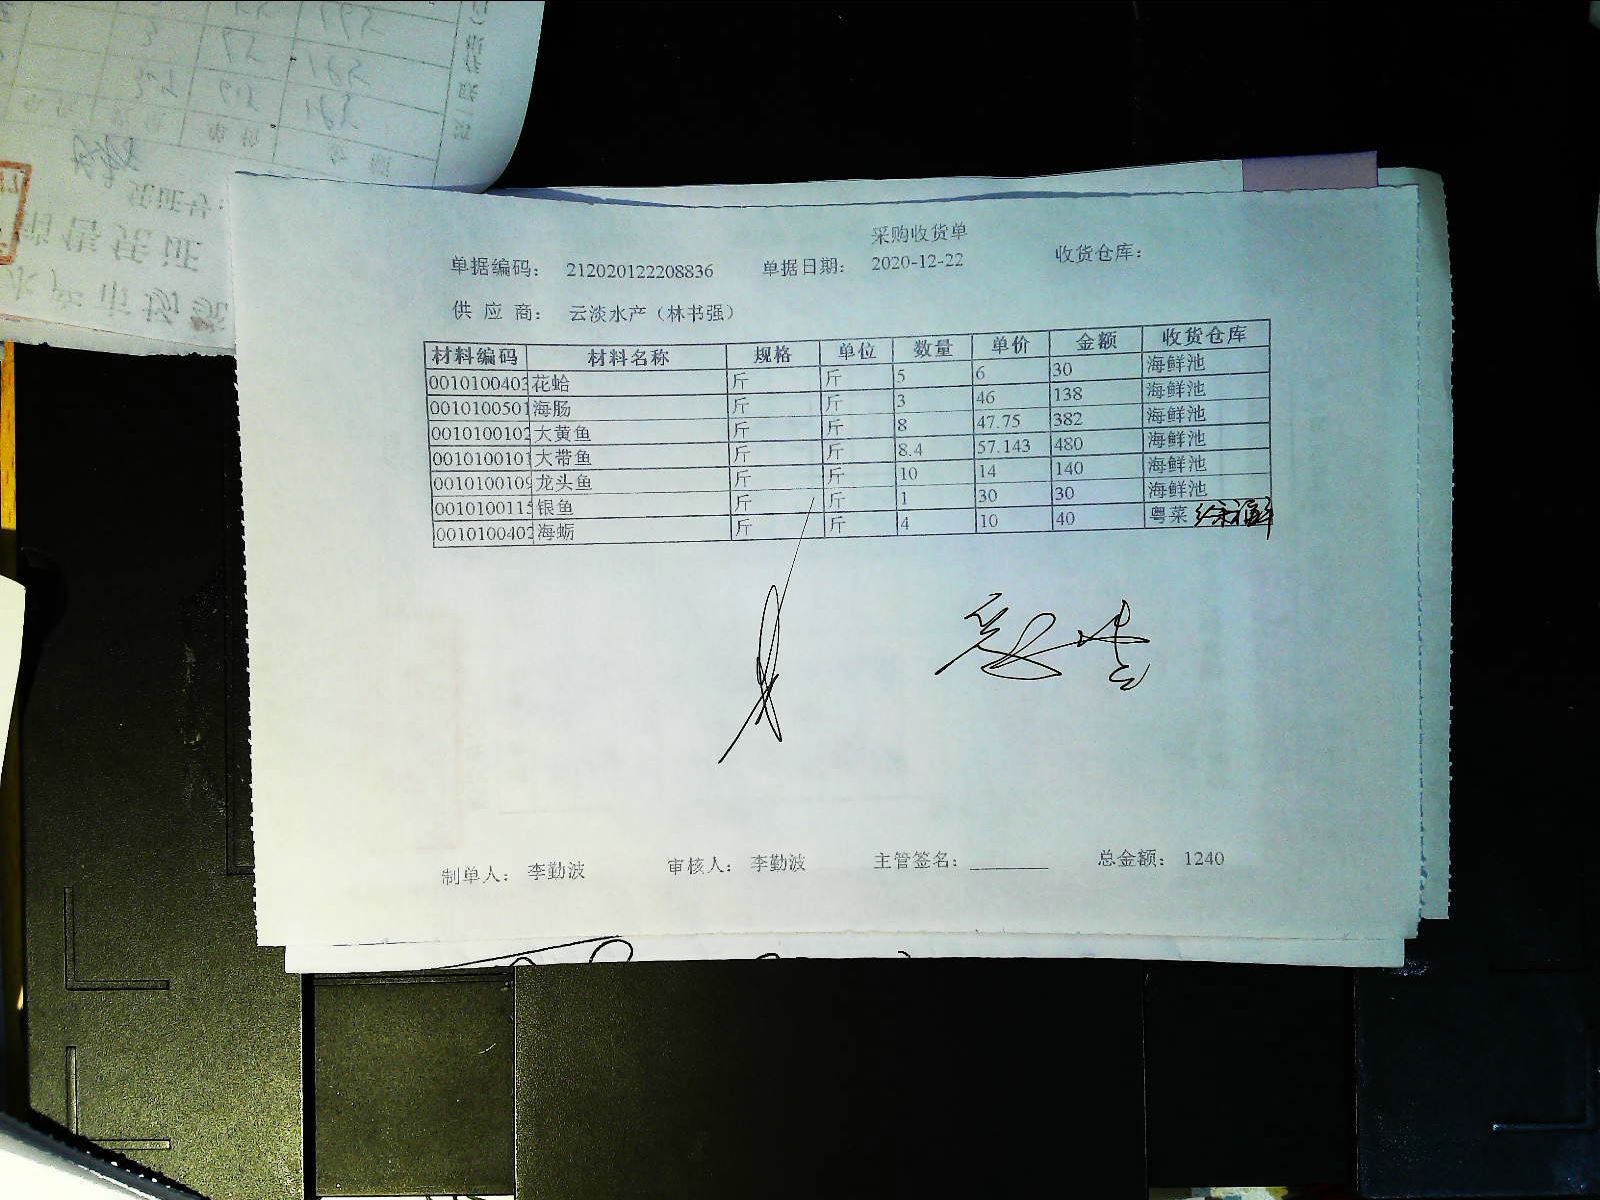 采购收货单
单据编码： 212020122208836 单据日期： 2020-12-22 收货仓库：
供 应 商： 云淡水产（林书强）
材料编码 材料名称 规格 单位 数量 单价 金额 收货仓库
0010100403 花蛤 斤 斤 5 6 30 海鲜池
0010100501 海肠 斤 斤 3 46 138 海鲜池
0010100102 大黄鱼 斤 斤 8 47.75 382 海鲜池
0010100101 大带鱼 斤 斤 8.4 57.143 480 海鲜池
0010100109 龙头鱼 斤 斤 10 14 140 海鲜池
0010100115 银鱼 斤 斤 1 30 30 海鲜池
0010100402 海蛎 斤 斤 4 10 40 粤菜
制单人： 李勤波 审核人： 李勤波 主管签名： 总金额： 1240